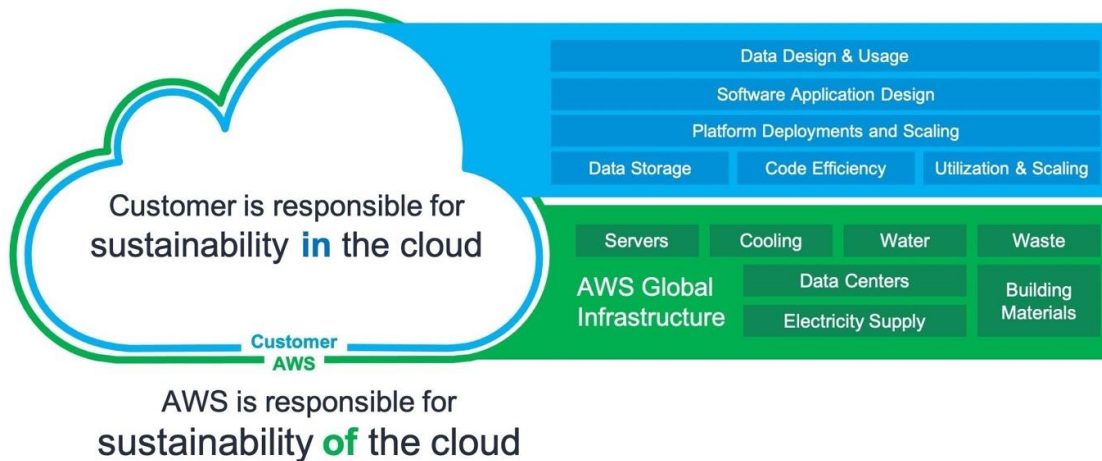 Data Design & Usage
Software Application Design
Platform Deployments and Scaling
Data Storage
Code Efficiency
Utilization & Scaling
Customer is responsible for
sustainability in the cloud
Servers
Cooling
Water
Waste
AWS Global
Infrastructure
Data Centers
Electricity Supply
Building
Materials
Customer
AWS
AWS is responsible for
sustainability of the cloud